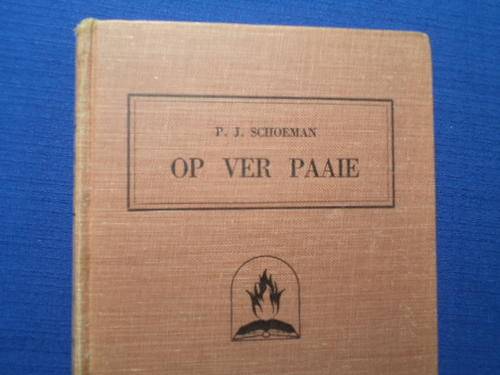 P. J. SCHOEMAN
OP VER PAAIE